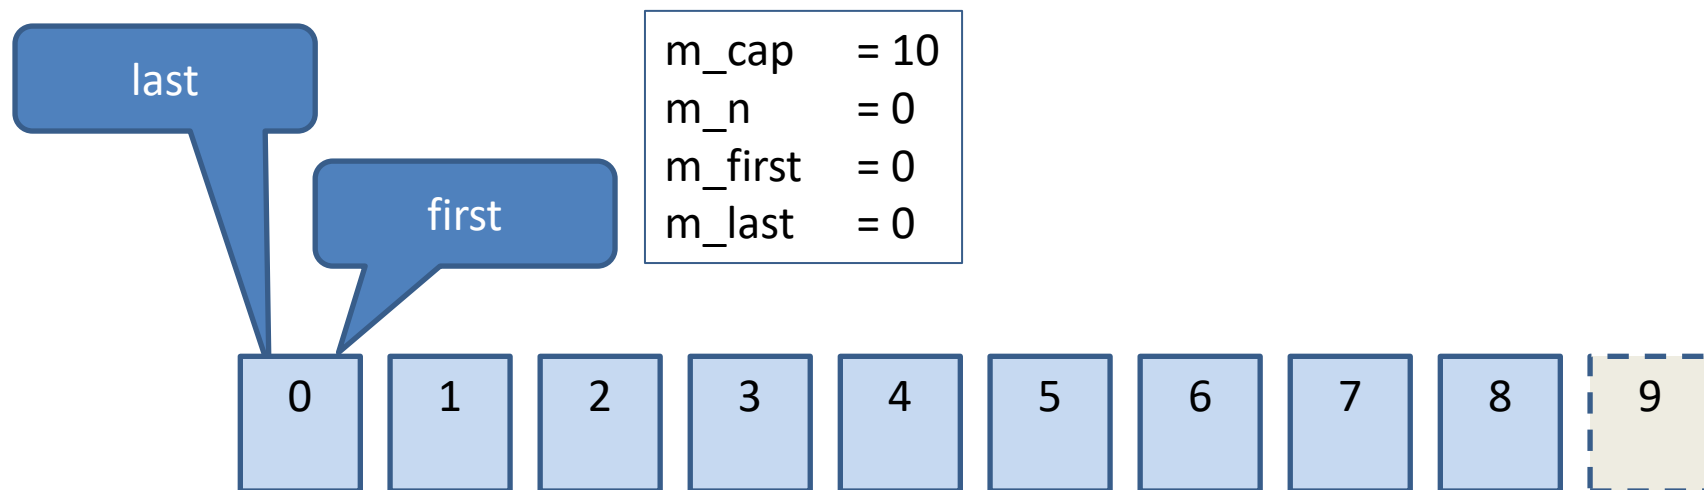 last
first
m_cap = 10
m_n = 0
m_first = 0
m_last = 0
0 1 2 3 4 5 6 7 8 9